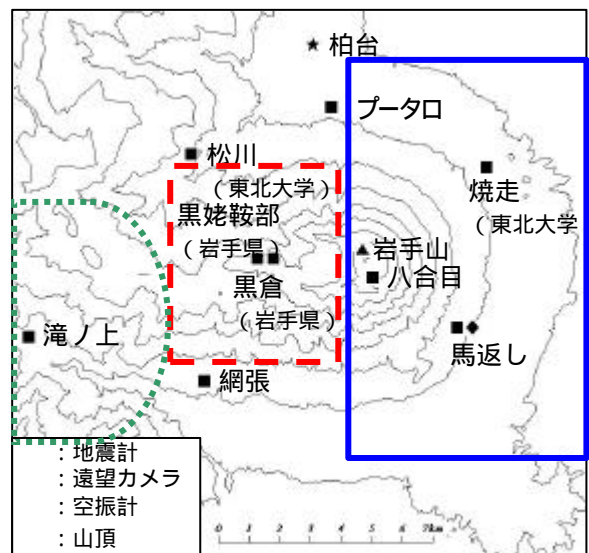 柏台
プータロ
松川
（東北大学）
焼走
（東北大学
黒姥鞍部
（岩手県）
岩手山
八合目
黒倉
（岩手県）
滝ノ上
馬返し
網張
：地震計
：遠望カメラ
：空振計
：山頂
0 1 2 3 4 5 6 7km